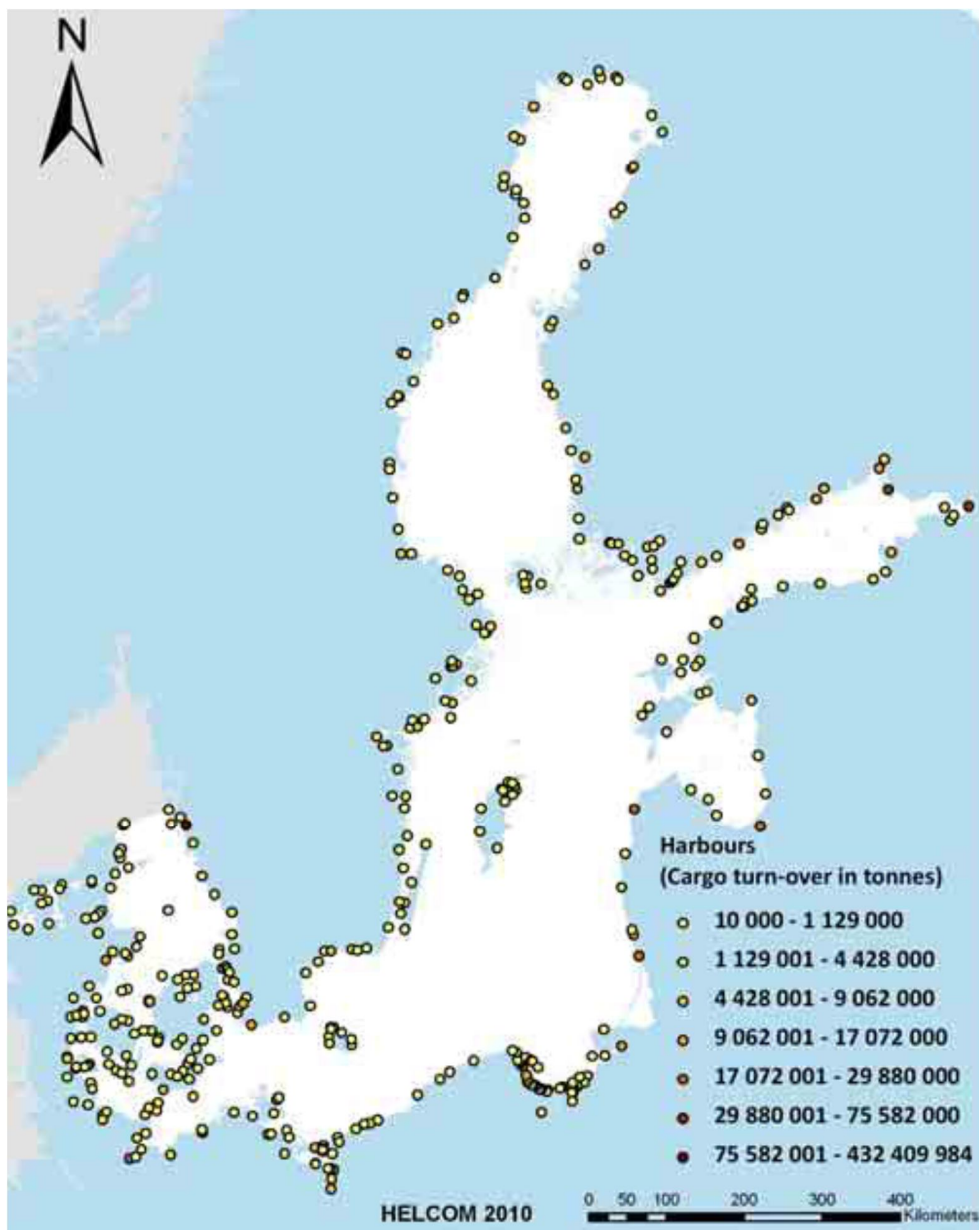 N
Harbours
(Cargo turn-over in tonnes)
10 000 - 1 129 000
1 129 001 - 4 428 000
4 428 001 - 9 062 000
9 062 001 - 17 072 000
17 072 001 - 29 880 000
29 880 001 - 75 582 000
75 582 001 - 432 409 984
HELCOM 2010
0 50 100 200 300 400
Kilometers